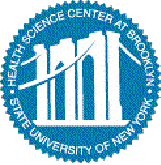 • HEALTH SCIENCE CENTER AT BROOKLYN •
STATE UNIVERSITY OF NEW YORK